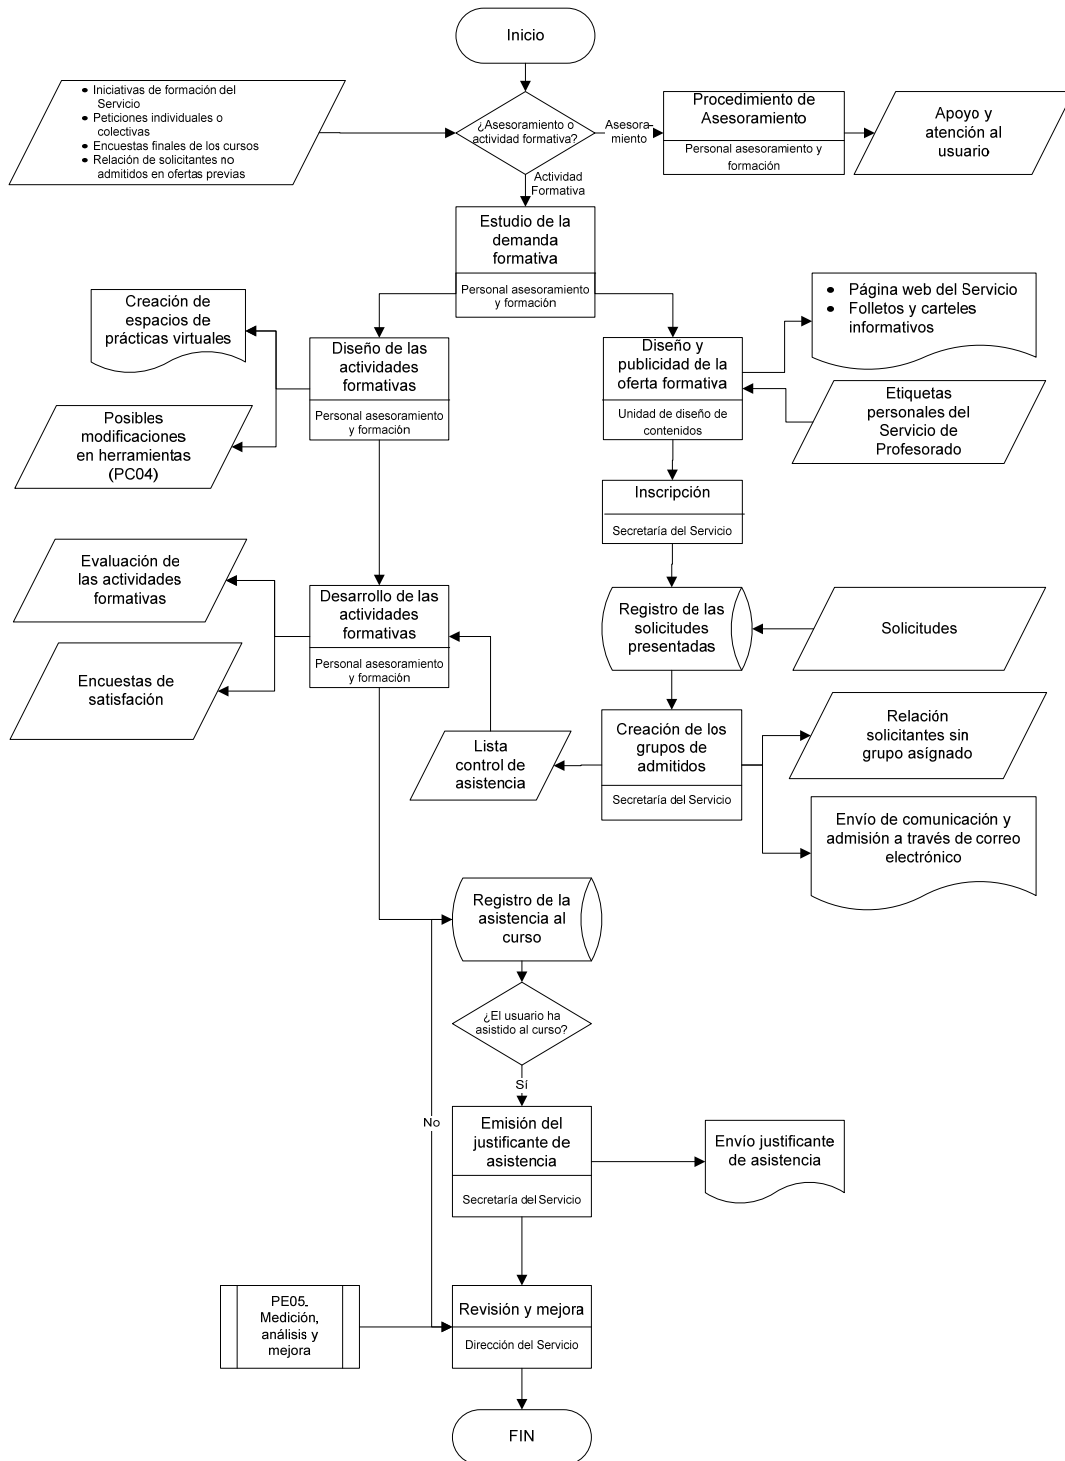 Inicio
• Iniciativas de formación del
Servicio
• Peticiones individuales o
colectivas
• Encuestas finales de los cursos
• Relación de solicitantes no
admitidos en ofertas previas
¿Asesoramiento o
actividad formativa?
Asesora-
miento
Procedimiento de
Asesoramiento
Personal asesoramiento y
formación
Apoyo y
atención al
usuario
Actividad
Formativa
Estudio de la
demanda
formativa
Personal asesoramiento
y formación
Creación de
espacios de
prácticas virtuales
Diseño de las
actividades
formativas
Personal asesoramiento
y formación
Posibles
modificaciones
en herramientas
(PC04)
Diseño y
publicidad de la
oferta formativa
Unidad de diseño de
contenidos
• Página web del Servicio
• Folletos y carteles
informativos
Etiquetas
personales del
Servicio de
Profesorado
Inscripción
Secretaría del Servicio
Evaluación de
las actividades
formativas
Desarrollo de las
actividades
formativas
Personal asesoramiento
y formación
Encuestas de
satisfacción
Registro de las
solicitudes
presentadas
Solicitudes
Lista
control de
asistencia
Creación de los
grupos de
admitidos
Secretaría del Servicio
Relación
solicitantes sin
grupo asígnado
Envío de comunicación y
admisión a través de correo
electrónico
Registro de la
asistencia al
curso
¿El usuario ha
asistido al curso?
Sí
No
Emisión del
justificante de
asistencia
Secretaría del Servicio
Envío justificante
de asistencia
PE05.
Medición,
análisis y
mejora
Revisión y mejora
Dirección del Servicio
FIN